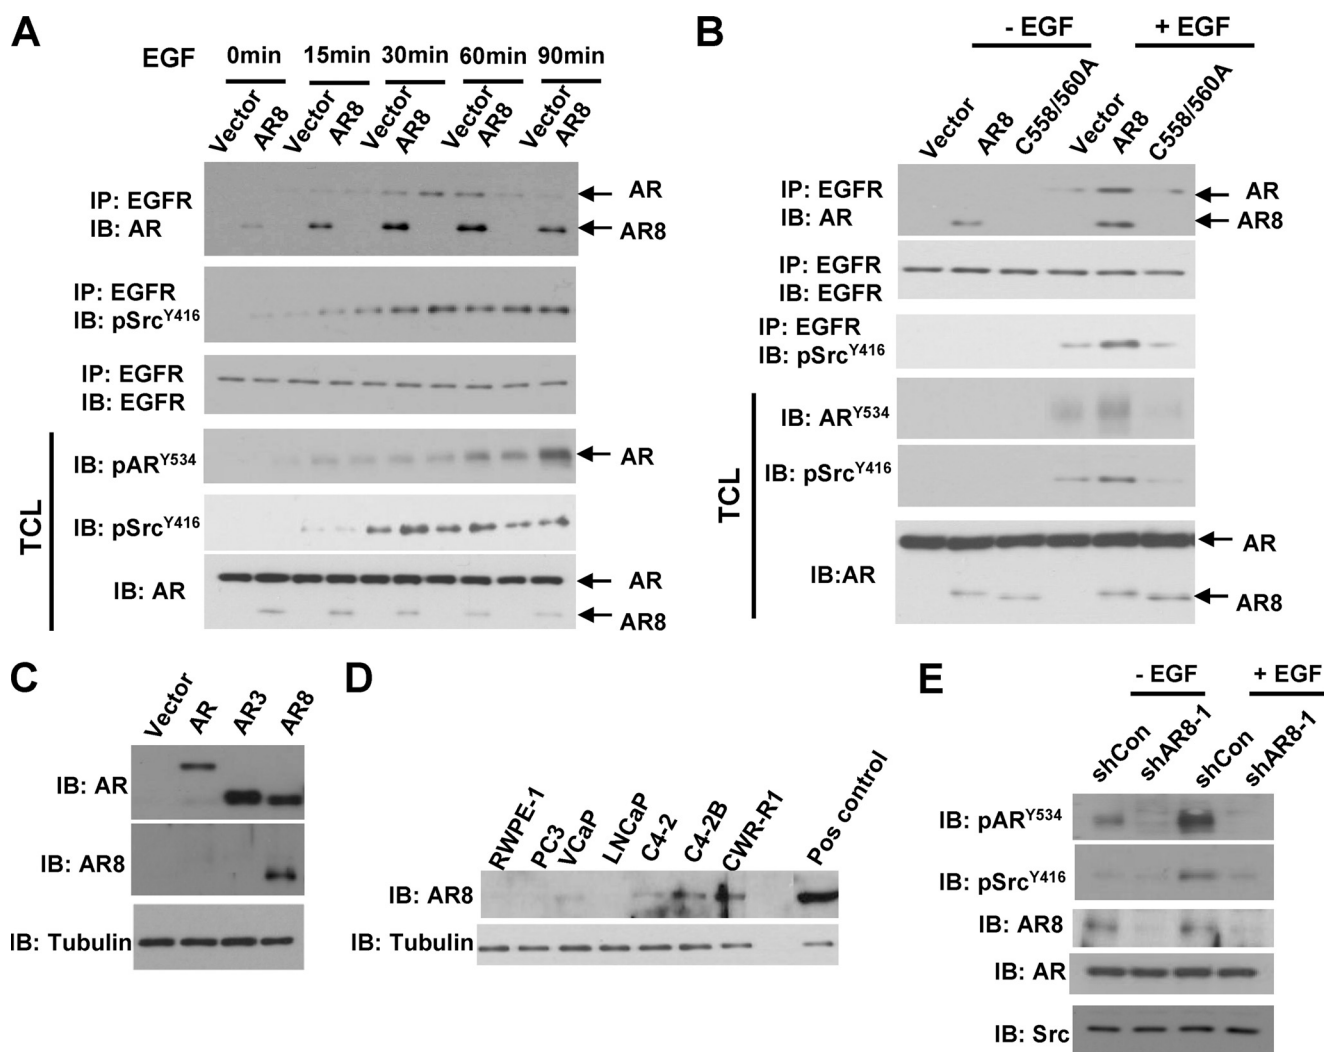 A
EGF 0min 15min 30min 60min 90min
Vector AR8 Vector AR8 Vector AR8 Vector AR8 Vector AR8
IP: EGFR
IB: AR
AR
AR8
IP: EGFR
IB: pSrcY416
IP: EGFR
IB: EGFR
TCL
IB: pARY534
AR
IB: pSrcY416
IB: AR
AR
AR8
B
- EGF + EGF
Vector AR8 C558/560A Vector AR8 C558/560A
IP: EGFR
IB: AR
AR
AR8
IP: EGFR
IB: EGFR
IP: EGFR
IB: pSrcY416
TCL
IB: ARY534
IB: pSrcY416
IB:AR
AR
AR8
C
Vector AR AR3 AR8
IB: AR
IB: AR8
IB: Tubulin
D
RWPE-1 PC3 VCaP LNCaP C4-2 C4-2B CWR-R1 Pos control
IB: AR8
IB: Tubulin
E
- EGF + EGF
shCon shAR8-1 shCon shAR8-1
IB: pARY534
IB: pSrcY416
IB: AR8
IB: AR
IB: Src